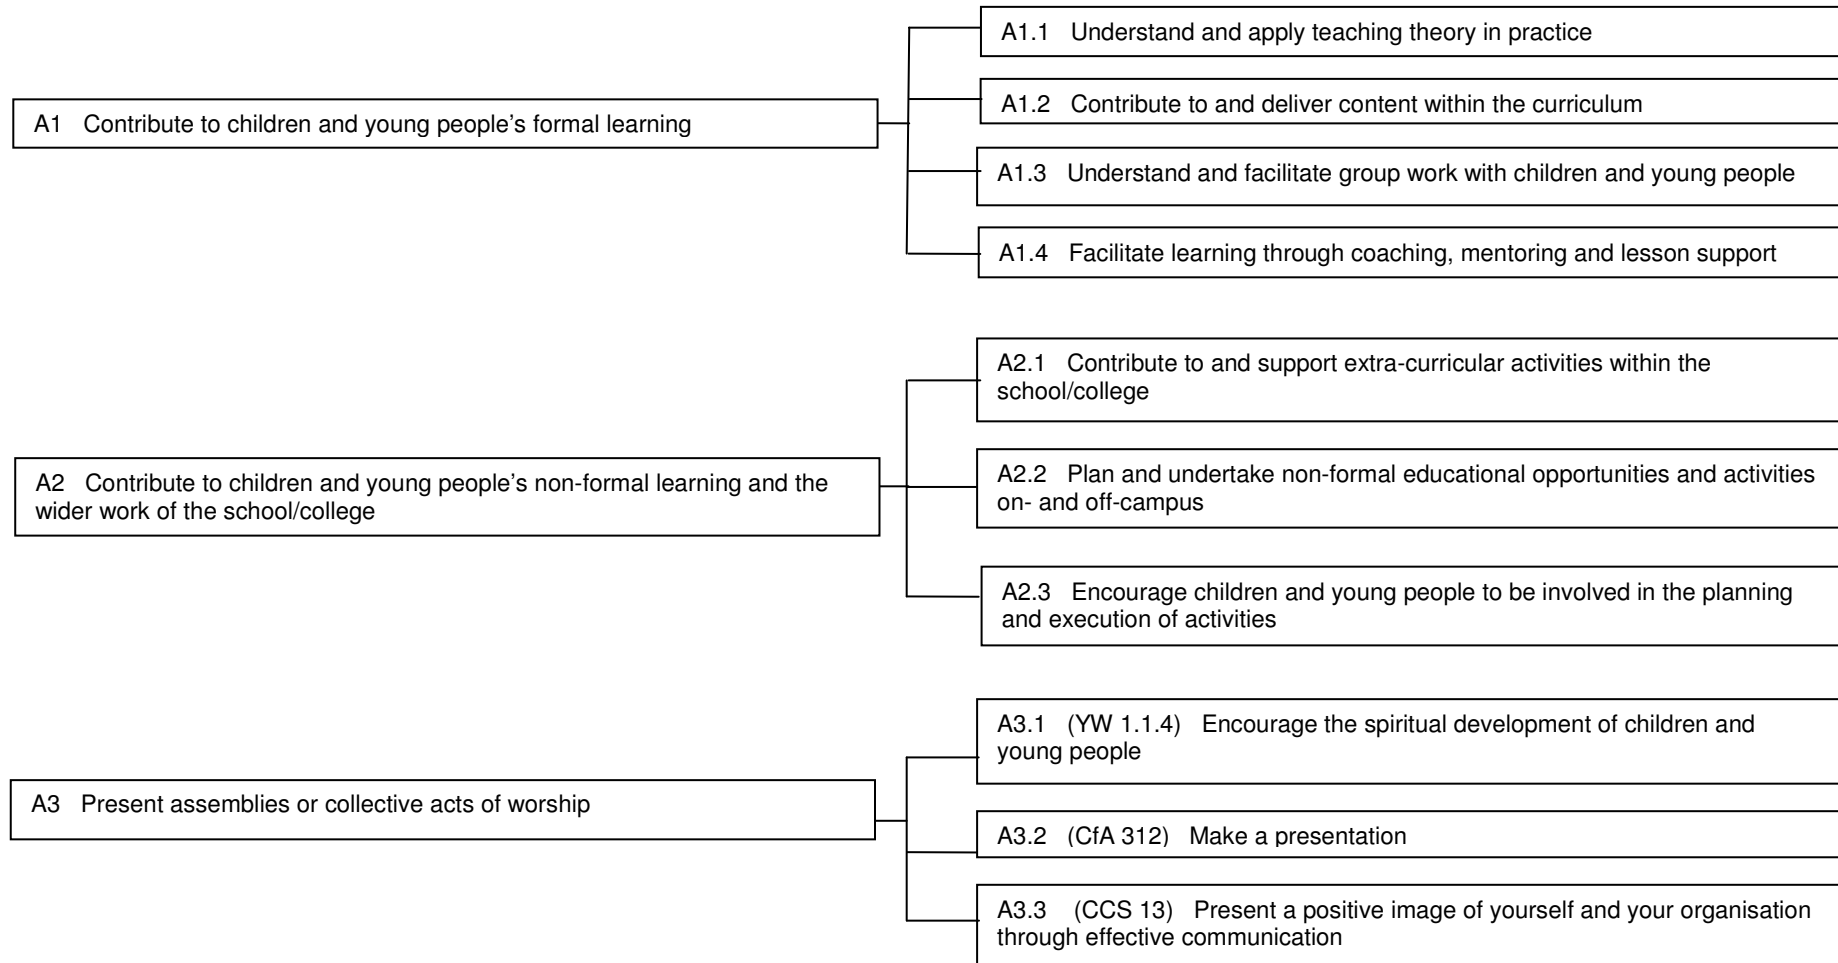 A1 Contribute to children and young people's formal learning
A1.1 Understand and apply teaching theory in practice
A1.2 Contribute to and deliver content within the curriculum
A1.3 Understand and facilitate group work with children and young people
A1.4 Facilitate learning through coaching, mentoring and lesson support
A2 Contribute to children and young people's non-formal learning and the
wider work of the school/college
A2.1 Contribute to and support extra-curricular activities within the
school/college
A2.2 Plan and undertake non-formal educational opportunities and activities
on- and off-campus
A2.3 Encourage children and young people to be involved in the planning
and execution of activities
A3 Present assemblies or collective acts of worship
A3.1 (YW 1.1.4) Encourage the spiritual development of children and
young people
A3.2 (CfA 312) Make a presentation
A3.3 (CCS 13) Present a positive image of yourself and your organisation
through effective communication